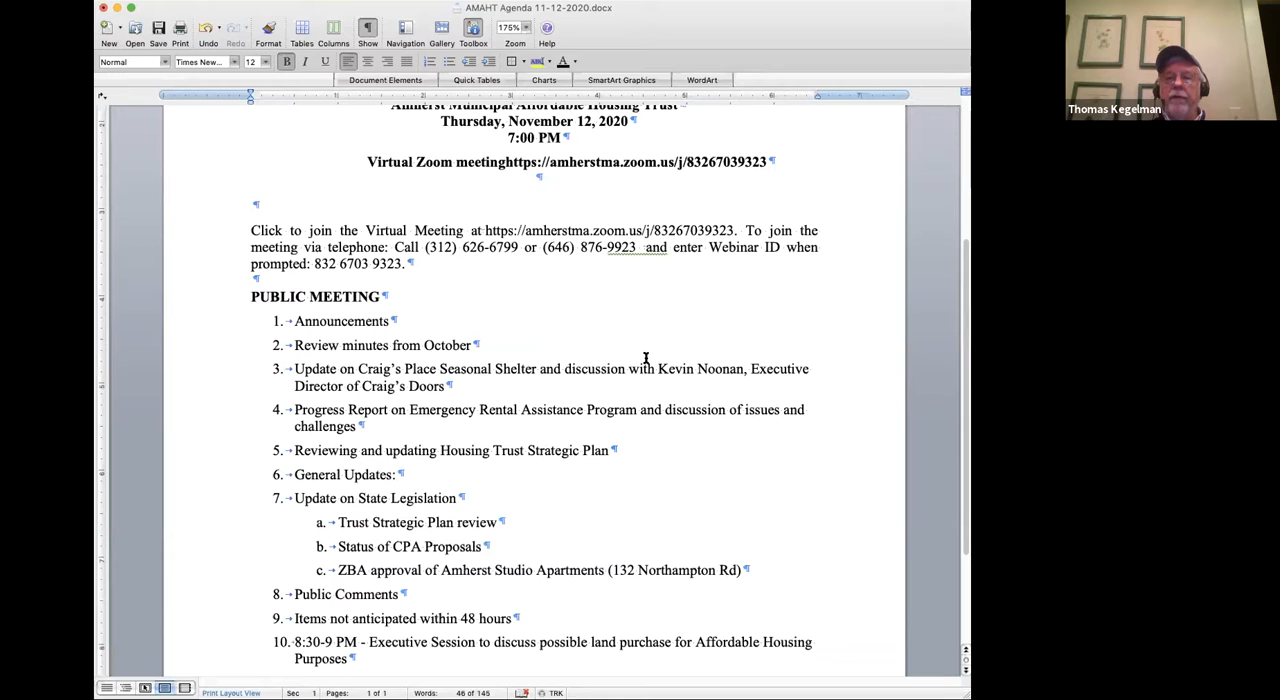 AMAHT Agenda 11-12-2020.docx
New Open Save Print Undo Redo Format Tables Columns Show Navigation Gallery Toolbox Zoom Help
175%
Normal Times New... 12 B I U A
Document Elements Quick Tables Charts SmartArt Graphics WordArt
Amherst Municipal Affordable Housing Trust
Thursday, November 12, 2020
7:00 PM
Virtual Zoom meetinghttps://amherstma.zoom.us/j/83267039323
Click to join the Virtual Meeting at https://amherstma.zoom.us/j/83267039323. To join the
meeting via telephone: Call (312) 626-6799 or (646) 876-9923 and enter Webinar ID when
prompted: 832 6703 9323.
PUBLIC MEETING
1. Announcements
2. Review minutes from October
3. Update on Craig's Place Seasonal Shelter and discussion with Kevin Noonan, Executive
Director of Craig's Doors
4. Progress Report on Emergency Rental Assistance Program and discussion of issues and
challenges
5. Reviewing and updating Housing Trust Strategic Plan
6. General Updates:
7. Update on State Legislation
a. Trust Strategic Plan review
b. Status of CPA Proposals
c. ZBA approval of Amherst Studio Apartments (132 Northampton Rd)
8. Public Comments
9. Items not anticipated within 48 hours
10. 8:30-9 PM - Executive Session to discuss possible land purchase for Affordable Housing
Purposes
Print Layout View Sec 1 Pages: 1 of 1 Words: 46 of 145 TRK
Thomas Kegelman